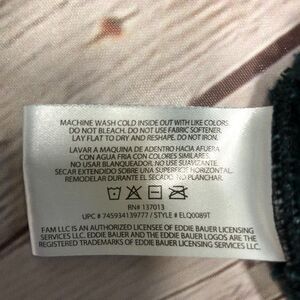 MACHINE WASH COLD INSIDE OUT WITH LIKE COLORS.
DO NOT BLEACH. DO NOT USE FABRIC SOFTENER.
LAY FLAT TO DRY AND RESHAPE. DO NOT IRON.
LAVAR A MAQUINA DE ADENTRO HACIA AFUERA
CON AGUA FRIA CON COLORES SIMILARES.
NO USAR BLANQUEADOR. NO USE SUAVIZANTE.
SECAR EXTENDIDO SOBRE UNA SUPERFICIE HORIZONTAL.
REMODELAR DURANTE EL SECADO. NO PLANCHAR.
RN# 137013
UPC # 745934139777 / STYLE # ELQ0089T
FAM LLC IS AN AUTHORIZED LICENSEE OF EDDIE BAUER LICENSING
SERVICES LLC. EDDIE BAUER AND THE EDDIE BAUER LOGOS ARE THE
REGISTERED TRADEMARKS OF EDDIE BAUER LICENSING SERVICES LLC.